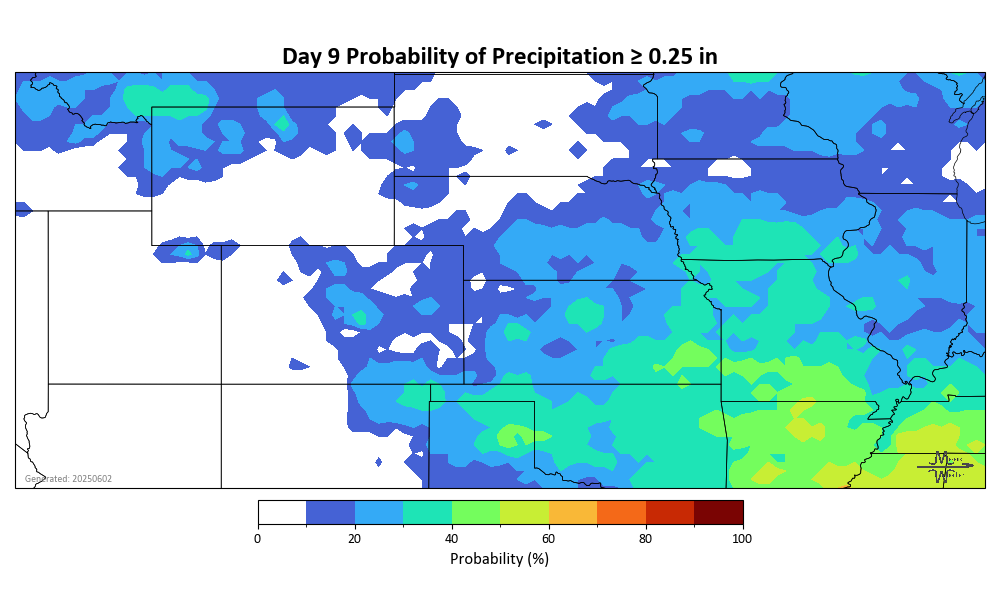 Day 9 Probability of Precipitation ≥ 0.25 in
Generated: 20250602
0 20 40 60 80 100
Probability (%)